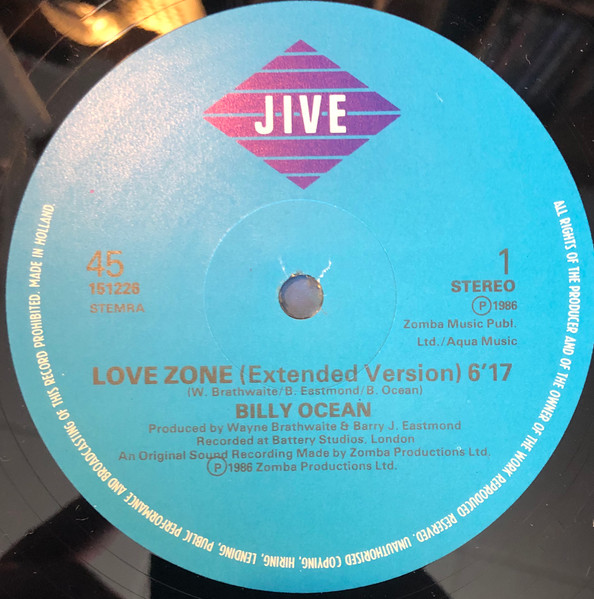 JIVE
45
151226
STEMRA
1
STEREO
Ⓟ1986
Zomba Music Publ.
Ltd./Aqua Music
LOVE ZONE (Extended Version) 6'17
(W. Brathwaite/B. Eastmond/B. Ocean)
BILLY OCEAN
Produced by Wayne Brathwaite & Barry J. Eastmond
Recorded at Battery Studios, London
An Original Sound Recording Made by Zomba Productions Ltd.
Ⓟ1986 Zomba Productions Ltd.
ALL RIGHTS OF THE PRODUCER AND OF THE OWNER OF THE WORK REPRODUCED RESERVED. UNAUTHORISED COPYING, HIRING, LENDING, PUBLIC PERFORMANCE AND BROADCASTING OF THIS RECORD PROHIBITED. MADE IN HOLLAND.